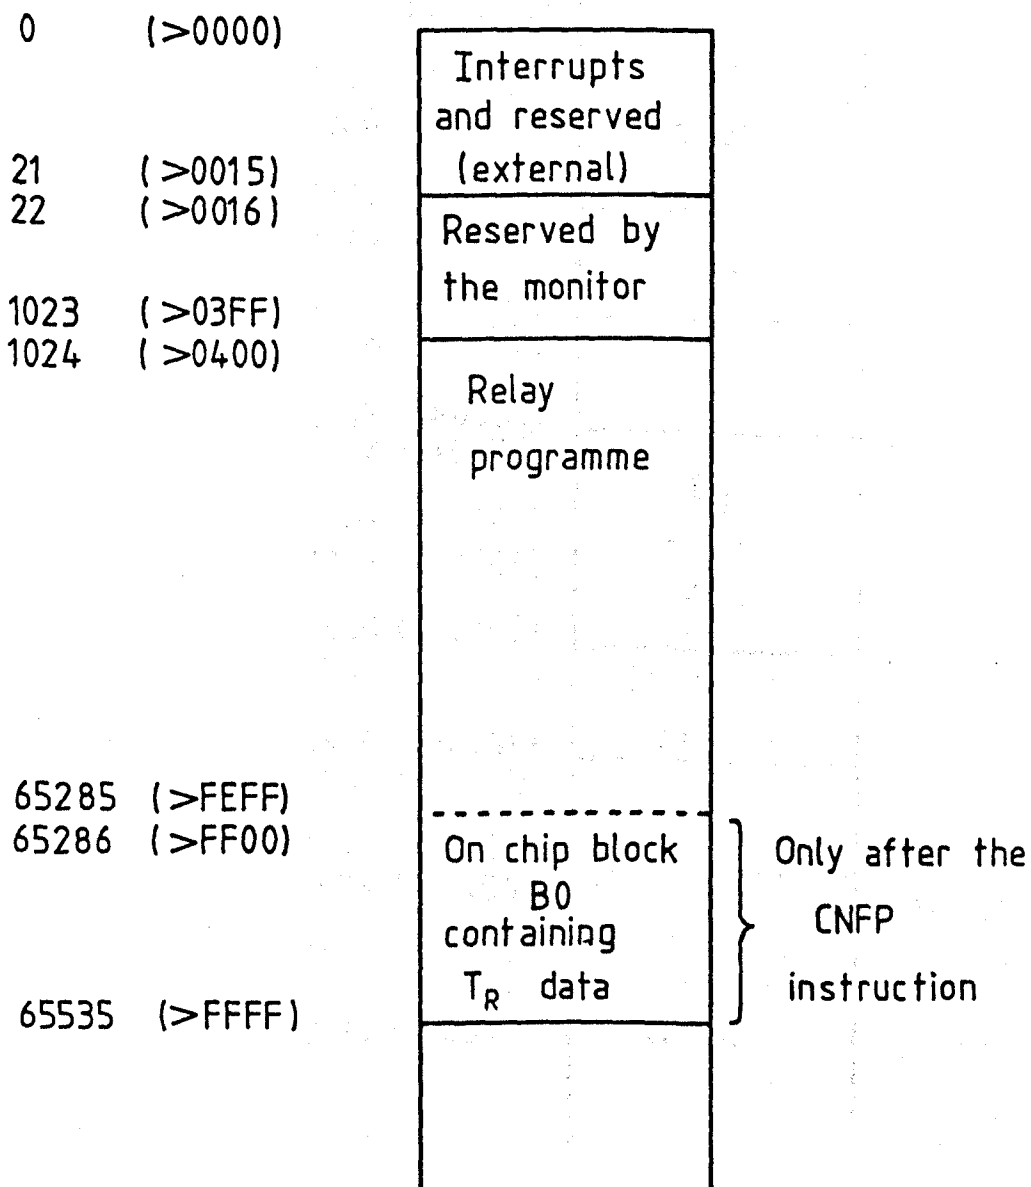 0 (>0000)
Interrupts
and reserved
(external)
21 (>0015)
22 (>0016)
Reserved by
the monitor
1023 (>03FF)
1024 (>0400)
Relay
programme
65285 (>FEFF)
65286 (>FF00)
On chip block
B0
containing
TR data
Only after the
CNFP
instruction
65535 (>FFFF)